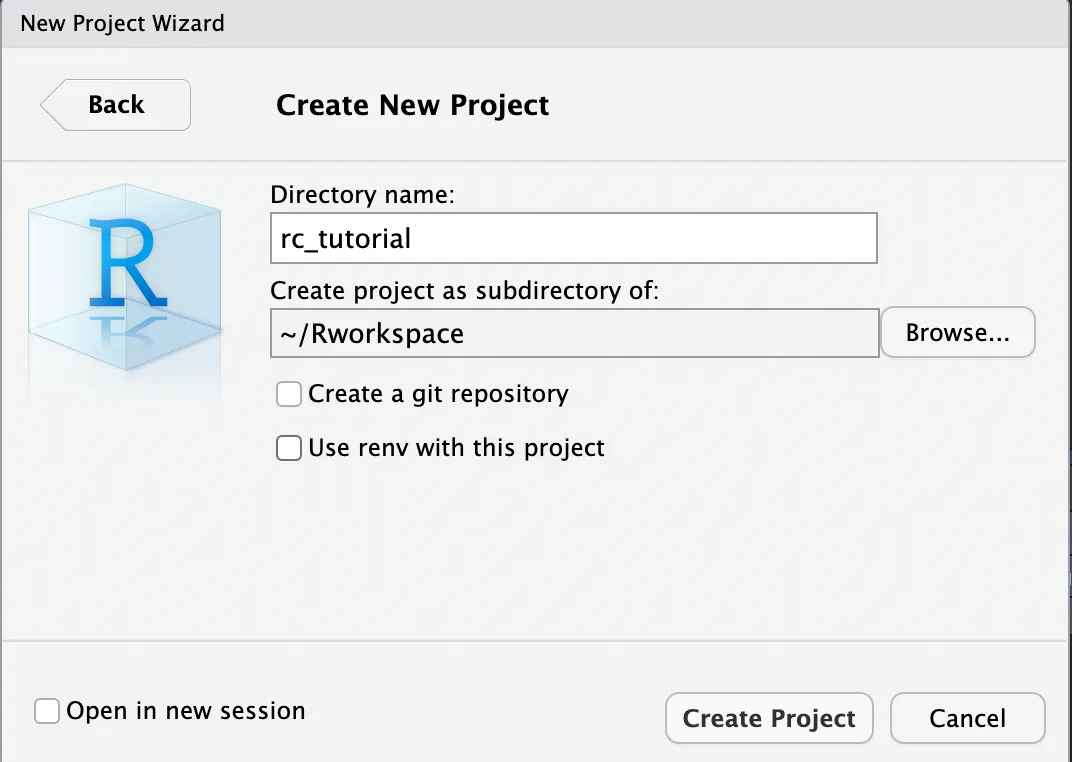 New Project Wizard
Back
Create New Project
R
Directory name:
rc_tutorial
Create project as subdirectory of:
~/Rworkspace
Browse...
Create a git repository
Use renv with this project
Open in new session
Create Project
Cancel